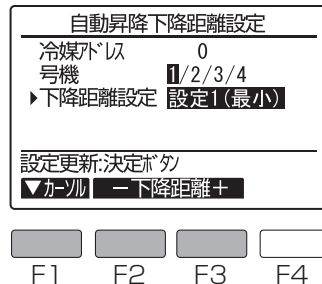 自動昇降下降距離設定
冷媒ｱﾄﾞﾚｽ 0
号機 1/2/3/4
▶下降距離設定 設定1(最小)
設定更新:決定ﾎﾞﾀﾝ
▼ｶｰｿﾙ －下降距離＋
F1 F2 F3 F4